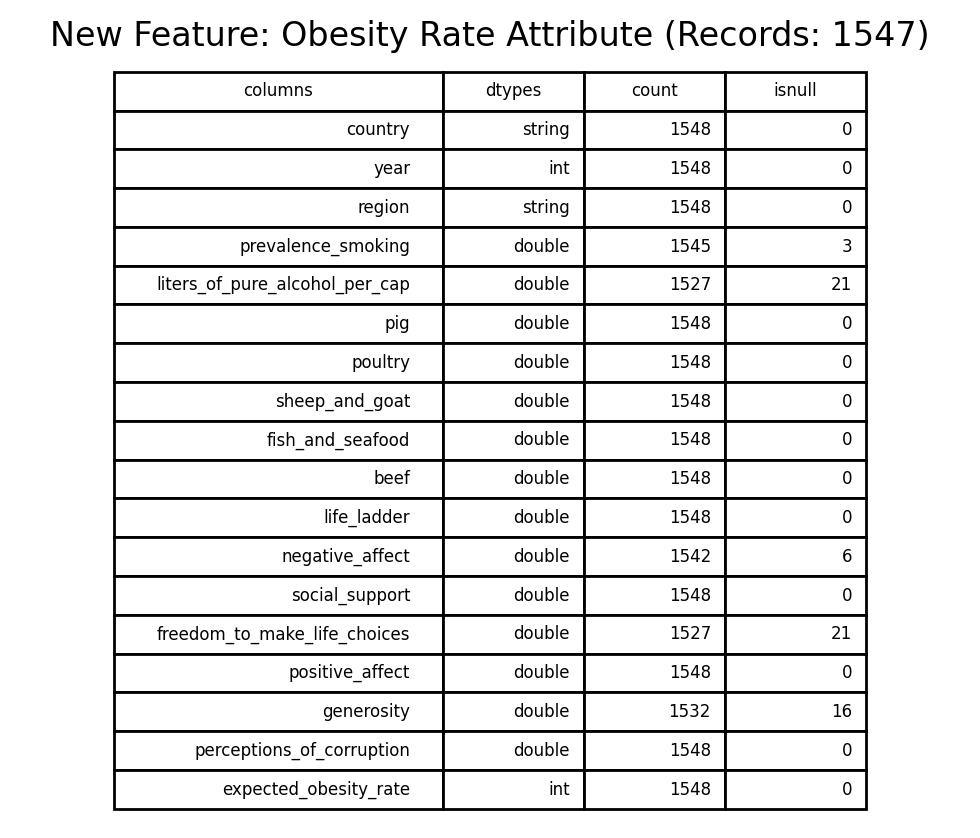 New Feature: Obesity Rate Attribute (Records: 1547)
columns dtypes count isnull
country string 1548 0
year int 1548 0
region string 1548 0
prevalence_smoking double 1545 3
liters_of_pure_alcohol_per_cap double 1527 21
pig double 1548 0
poultry double 1548 0
sheep_and_goat double 1548 0
fish_and_seafood double 1548 0
beef double 1548 0
life_ladder double 1548 0
negative_affect double 1542 6
social_support double 1548 0
freedom_to_make_life_choices double 1527 21
positive_affect double 1548 0
generosity double 1532 16
perceptions_of_corruption double 1548 0
expected_obesity_rate int 1548 0